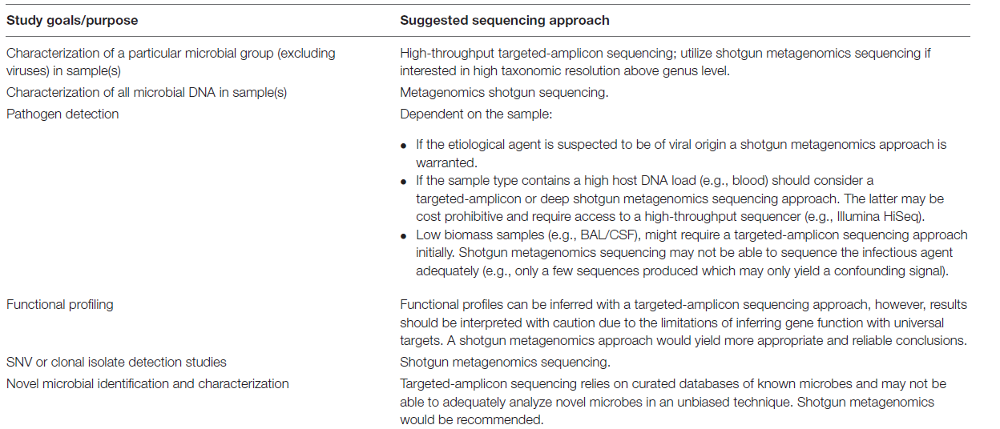 Study goals/purpose
Suggested sequencing approach
Characterization of a particular microbial group (excluding
viruses) in sample(s)
High-throughput targeted-amplicon sequencing; utilize shotgun metagenomics sequencing if
interested in high taxonomic resolution above genus level.
Characterization of all microbial DNA in sample(s)
Metagenomics shotgun sequencing.
Pathogen detection
Dependent on the sample:
• If the etiological agent is suspected to be of viral origin a shotgun metagenomics approach is
warranted.
• If the sample type contains a high host DNA load (e.g., blood) should consider a
targeted-amplicon or deep shotgun metagenomics sequencing approach. The latter may be
cost prohibitive and require access to a high-throughput sequencer (e.g., Illumina HiSeq).
• Low biomass samples (e.g., BAL/CSF), might require a targeted-amplicon sequencing approach
initially. Shotgun metagenomics sequencing may not be able to sequence the infectious agent
adequately (e.g., only a few sequences produced which may only yield a confounding signal).
Functional profiling
Functional profiles can be inferred with a targeted-amplicon sequencing approach, however, results
should be interpreted with caution due to the limitations of inferring gene function with universal
targets. A shotgun metagenomics approach would yield more appropriate and reliable conclusions.
SNV or clonal isolate detection studies
Shotgun metagenomics sequencing.
Novel microbial identification and characterization
Targeted-amplicon sequencing relies on curated databases of known microbes and may not be
able to adequately analyze novel microbes in an unbiased technique. Shotgun metagenomics
would be recommended.